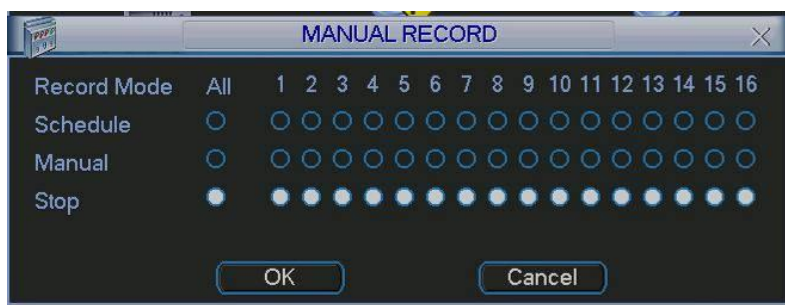 MANUAL RECORD
Record Mode All 1 2 3 4 5 6 7 8 9 10 11 12 13 14 15 16
Schedule
Manual
Stop
OK Cancel